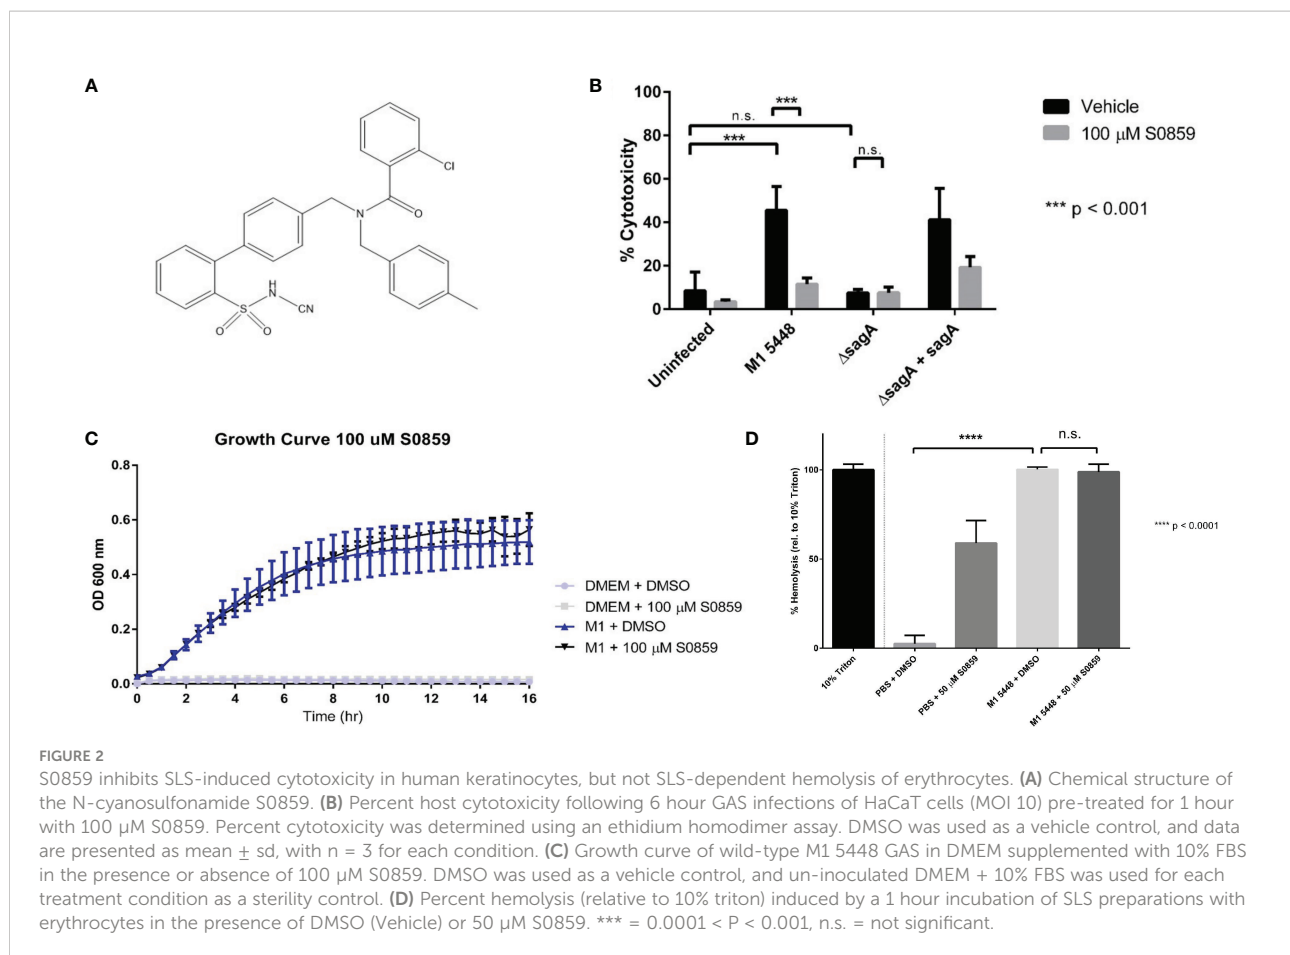 A
Cl
N
O
H
N
CN
S
O
O
B
100
80
60
40
20
0
% Cytotoxicity
n.s.
***
***
n.s.
Uninfected
M1 5448
ΔsagA
ΔsagA + sagA
Vehicle
100 μM S0859
*** p < 0.001
C
Growth Curve 100 uM S0859
0.8
0.6
0.4
0.2
0.0
OD 600 nm
0
2
4
6
8
10
12
14
16
Time (hr)
DMEM + DMSO
DMEM + 100 μM S0859
M1 + DMSO
M1 + 100 μM S0859
D
% Hemolysis (rel. to 10% Triton)
100
50
0
****
n.s.
**** p < 0.0001
10% Triton
PBS + DMSO
PBS + 50 μM S0859
M1 5448 + DMSO
M1 5448 + 50 μM S0859
FIGURE 2
S0859 inhibits SLS-induced cytotoxicity in human keratinocytes, but not SLS-dependent hemolysis of erythrocytes. (A) Chemical structure of
the N-cyanosulfonamide S0859. (B) Percent host cytotoxicity following 6 hour GAS infections of HaCaT cells (MOI 10) pre-treated for 1 hour
with 100 μM S0859. Percent cytotoxicity was determined using an ethidium homodimer assay. DMSO was used as a vehicle control, and data
are presented as mean ± sd, with n = 3 for each condition. (C) Growth curve of wild-type M1 5448 GAS in DMEM supplemented with 10% FBS
in the presence or absence of 100 μM S0859. DMSO was used as a vehicle control, and un-inoculated DMEM + 10% FBS was used for each
treatment condition as a sterility control. (D) Percent hemolysis (relative to 10% triton) induced by a 1 hour incubation of SLS preparations with
erythrocytes in the presence of DMSO (Vehicle) or 50 μM S0859. *** = 0.0001 < P < 0.001, n.s. = not significant.